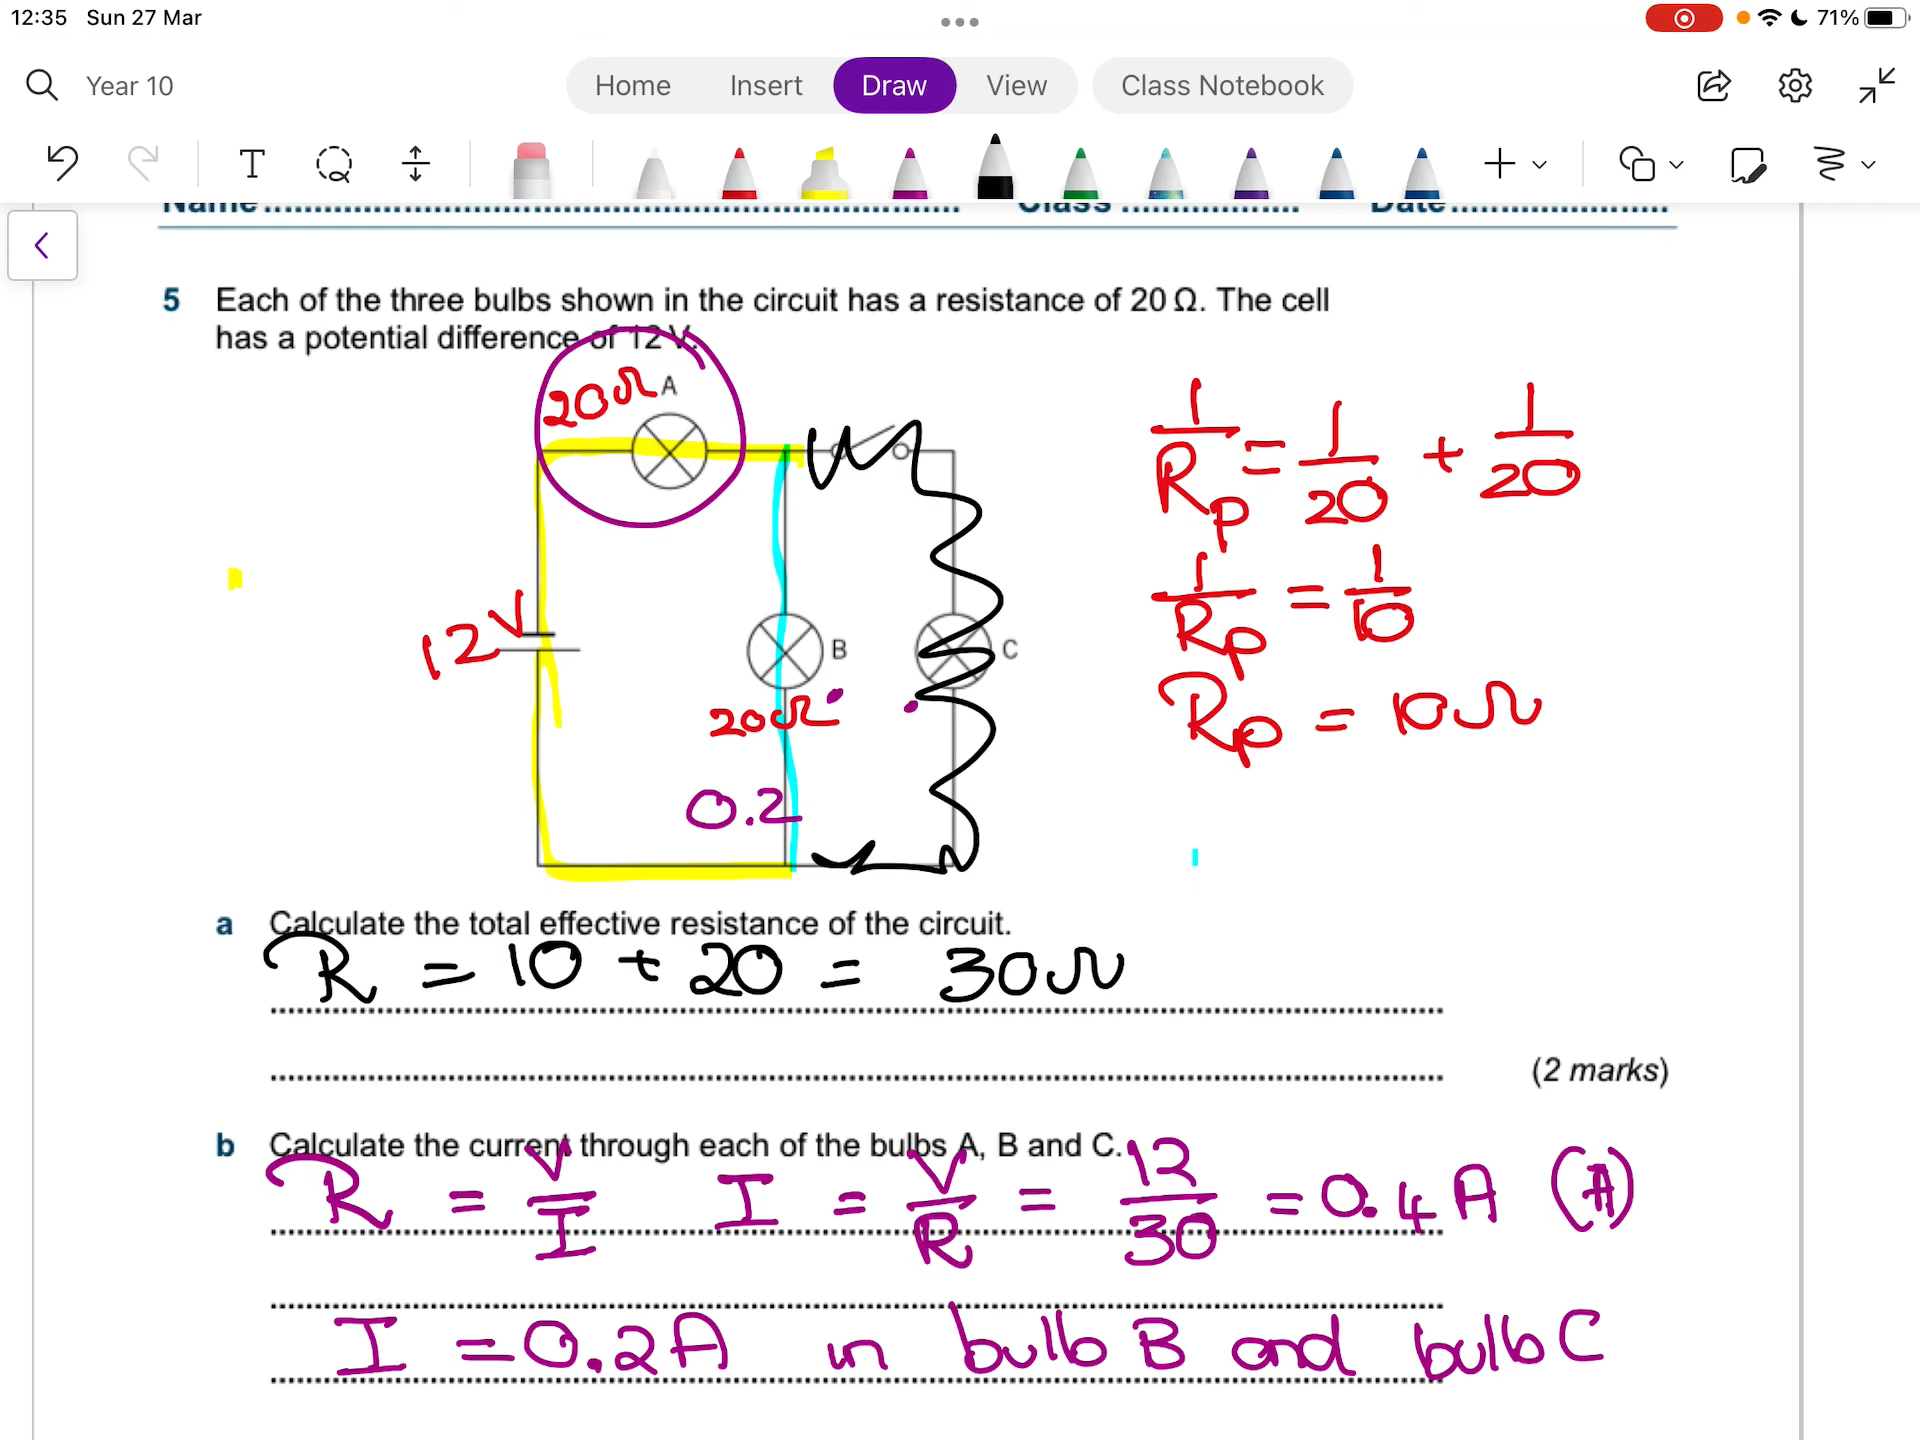 12:35 Sun 27 Mar
71%
Year 10
Home Insert Draw View Class Notebook
T
Name Class Date
5 Each of the three bulbs shown in the circuit has a resistance of 20 Ω. The cell
has a potential difference of 12 V.
20Ω A
1/Rp = 1/20 + 1/20
1/Rp = 1/10
12V
B
C
20Ω
Rp = 10Ω
0.2
a Calculate the total effective resistance of the circuit.
R = 10 + 20 = 30Ω
(2 marks)
b Calculate the current through each of the bulbs A, B and C.
R = V/I I = V/R = 12/30 = 0.4 A (A)
I = 0.2A in bulb B and bulb C